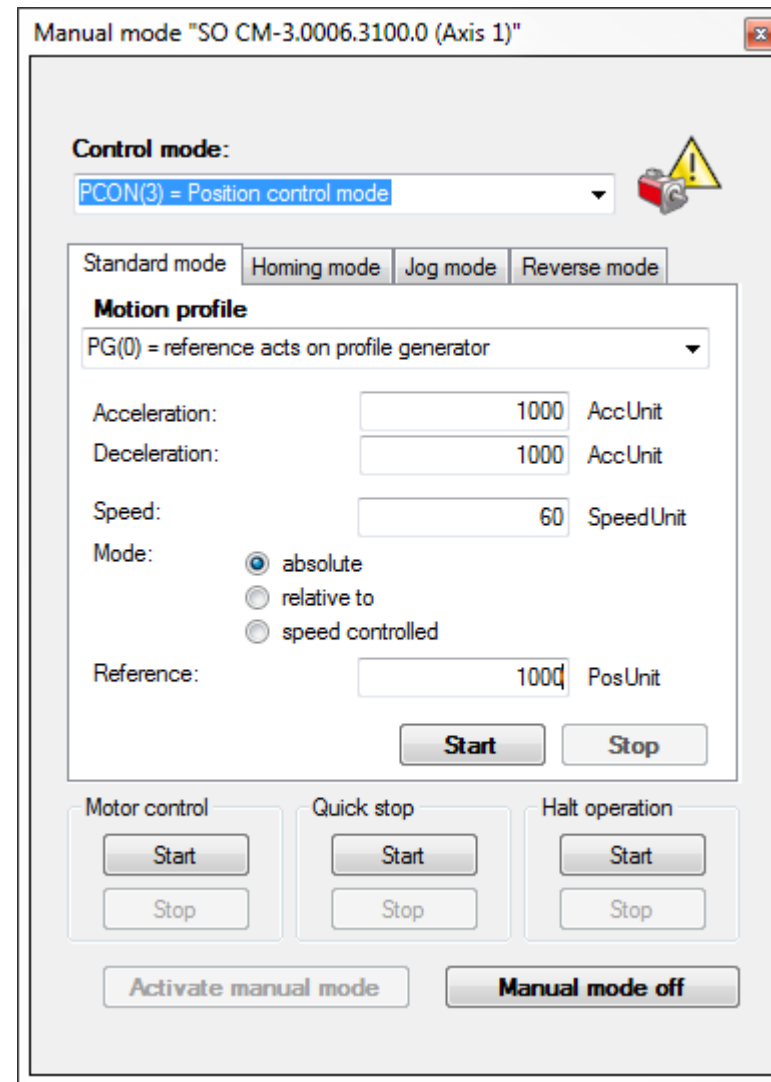 Manual mode "SO CM-3.0006.3100.0 (Axis 1)"
Control mode:
PCON(3) = Position control mode
Standard mode Homing mode Jog mode Reverse mode
Motion profile
PG(0) = reference acts on profile generator
Acceleration: 1000 AccUnit
Deceleration: 1000 AccUnit
Speed: 60 SpeedUnit
Mode: absolute
relative to
speed controlled
Reference: 1000 PosUnit
Start Stop
Motor control Quick stop Halt operation
Start Start Start
Stop Stop Stop
Activate manual mode Manual mode off